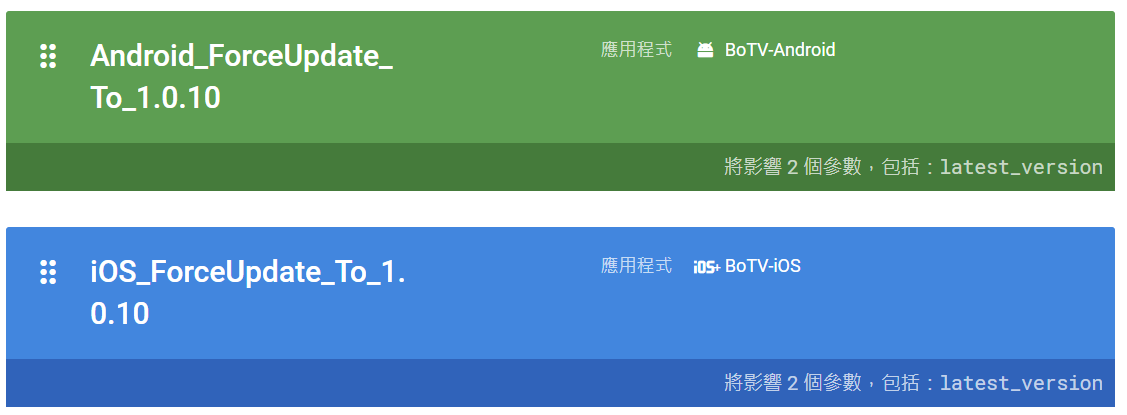 Android_ForceUpdate_
To_1.0.10
應用程式 BoTV-Android
將影響 2 個參數，包括：latest_version
iOS_ForceUpdate_To_1.
0.10
應用程式 iOS+ BoTV-iOS
將影響 2 個參數，包括：latest_version